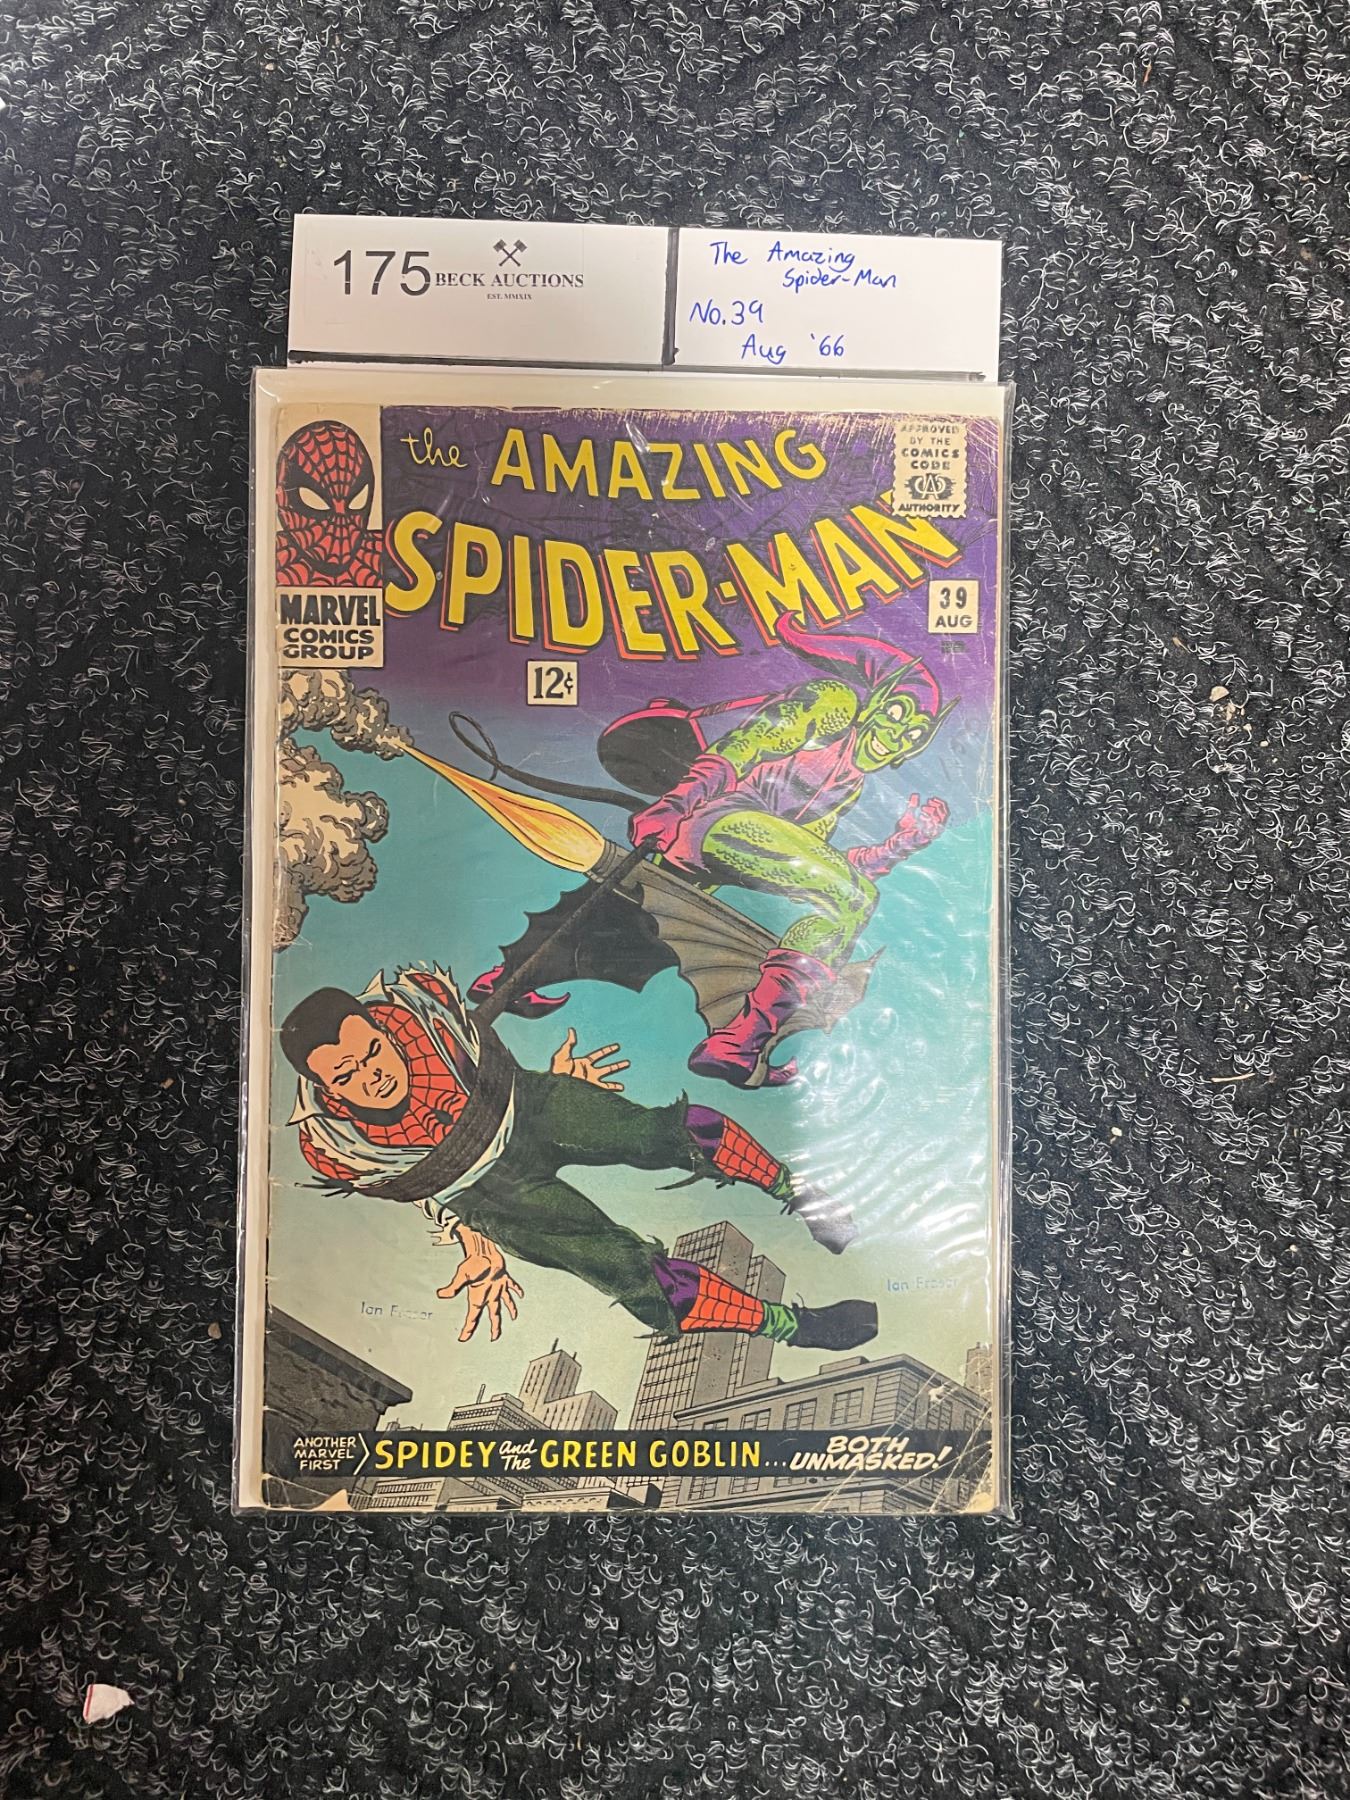 175
BECK AUCTIONS
EST. MMXIX
The Amazing
Spider-Man
No.39
Aug '66
the AMAZING
SPIDER-MAN
APPROVED
BY THE
COMICS
CODE
CA
AUTHORITY
MARVEL
COMICS
GROUP
39
AUG
12¢
Ian Fraser
Ian Fraser
ANOTHER
MARVEL
FIRST
SPIDEY and The GREEN GOBLIN... BOTH
UNMASKED!